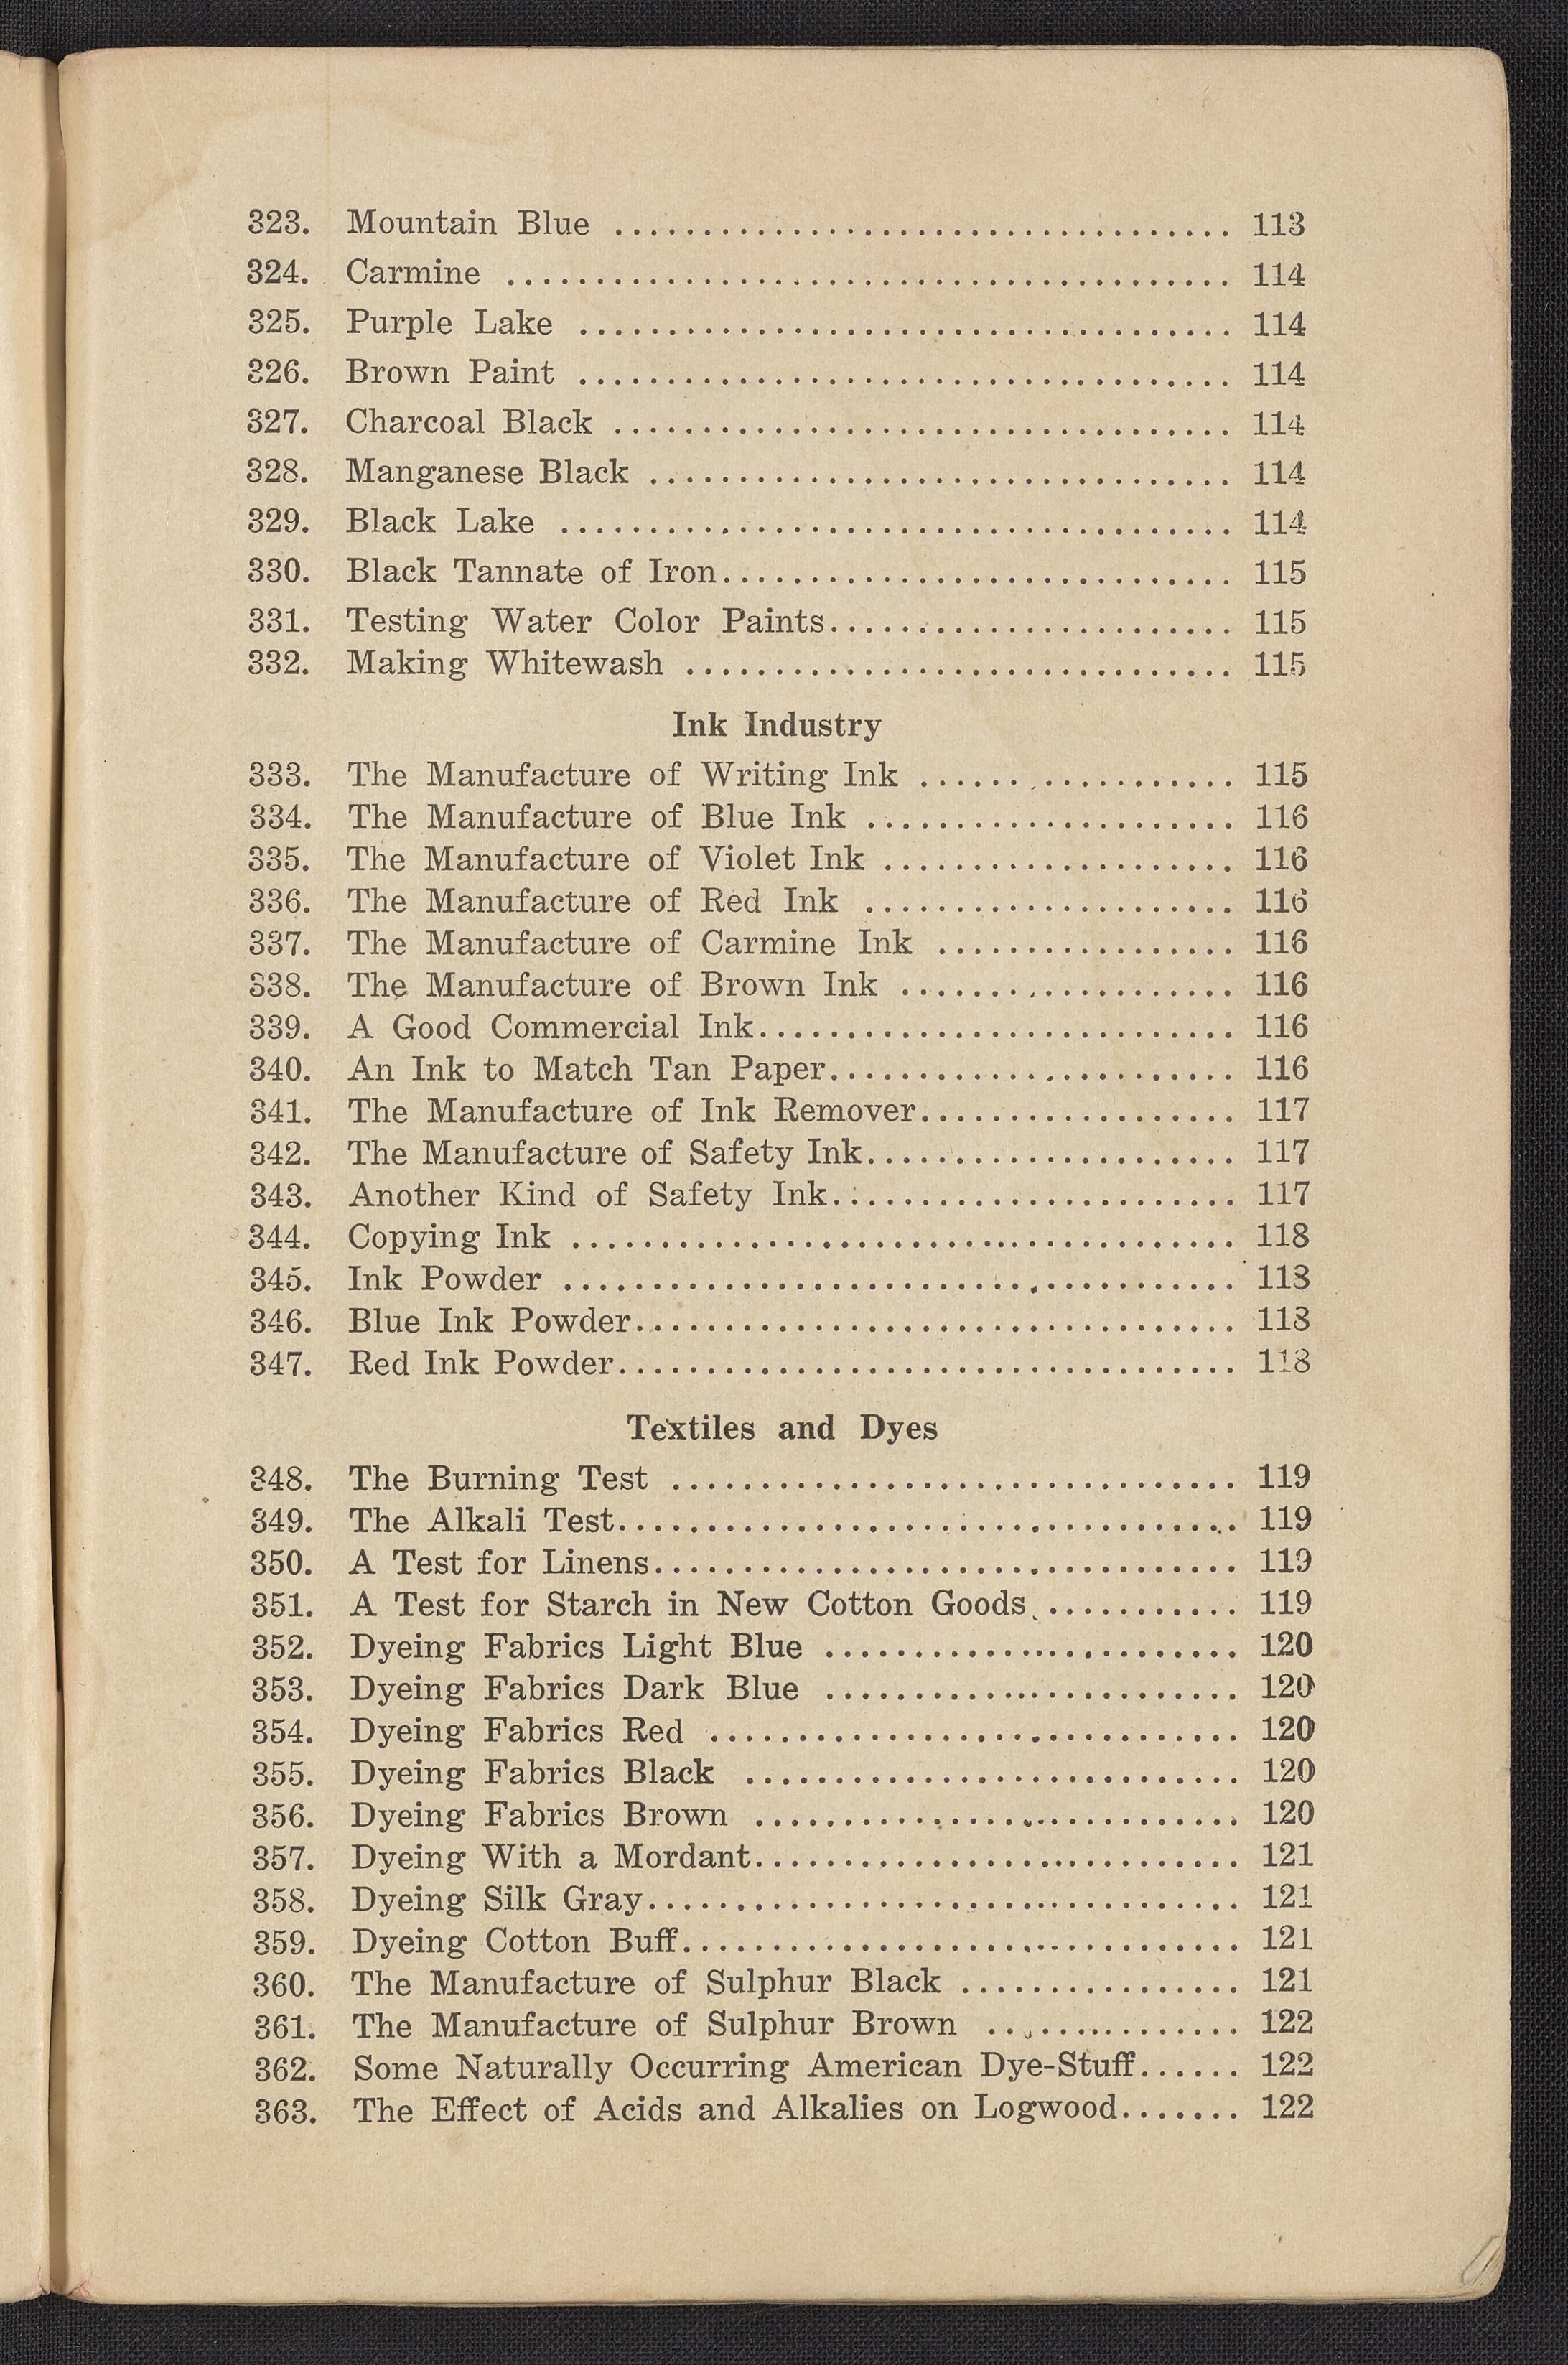 323. Mountain Blue ................................... 113
324. Carmine ......................................... 114
325. Purple Lake ..................................... 114
326. Brown Paint ..................................... 114
327. Charcoal Black ................................... 114
328. Manganese Black ................................. 114
329. Black Lake ...................................... 114
330. Black Tannate of Iron............................. 115
331. Testing Water Color Paints....................... 115
332. Making Whitewash ............................... 115
Ink Industry
333. The Manufacture of Writing Ink .................. 115
334. The Manufacture of Blue Ink ..................... 116
335. The Manufacture of Violet Ink .................... 116
336. The Manufacture of Red Ink ..................... 116
337. The Manufacture of Carmine Ink ................. 116
338. The Manufacture of Brown Ink ................... 116
339. A Good Commercial Ink........................... 116
340. An Ink to Match Tan Paper....................... 116
341. The Manufacture of Ink Remover.................. 117
342. The Manufacture of Safety Ink..................... 117
343. Another Kind of Safety Ink....................... 117
344. Copying Ink ...................................... 118
345. Ink Powder ...................................... 118
346. Blue Ink Powder.................................. 118
347. Red Ink Powder................................... 118
Textiles and Dyes
348. The Burning Test ................................ 119
349. The Alkali Test................................... 119
350. A Test for Linens................................. 119
351. A Test for Starch in New Cotton Goods ........... 119
352. Dyeing Fabrics Light Blue ........................ 120
353. Dyeing Fabrics Dark Blue ........................ 120
354. Dyeing Fabrics Red .............................. 120
355. Dyeing Fabrics Black ............................ 120
356. Dyeing Fabrics Brown ............................ 120
357. Dyeing With a Mordant............................ 121
358. Dyeing Silk Gray.................................. 121
359. Dyeing Cotton Buff................................ 121
360. The Manufacture of Sulphur Black ................ 121
361. The Manufacture of Sulphur Brown ............... 122
362. Some Naturally Occurring American Dye-Stuff...... 122
363. The Effect of Acids and Alkalies on Logwood....... 122